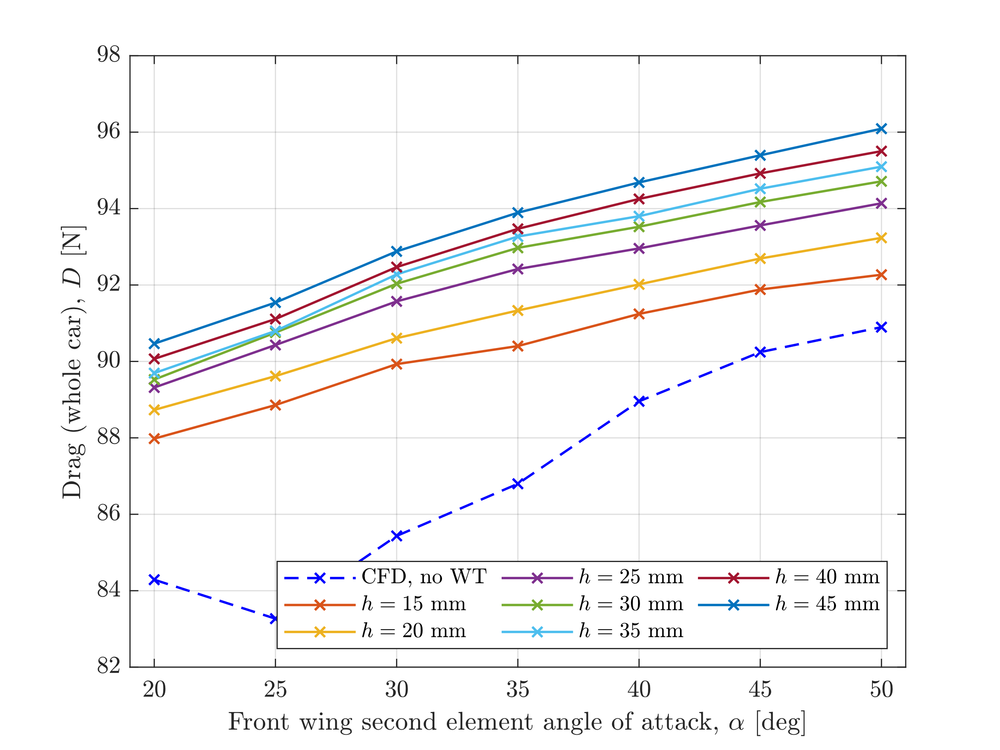 98
96
94
92
90
88
86
84
82
Drag (whole car), D [N]
CFD, no WT
h = 15 mm
h = 20 mm
h = 25 mm
h = 30 mm
h = 35 mm
h = 40 mm
h = 45 mm
20 25 30 35 40 45 50
Front wing second element angle of attack, α [deg]